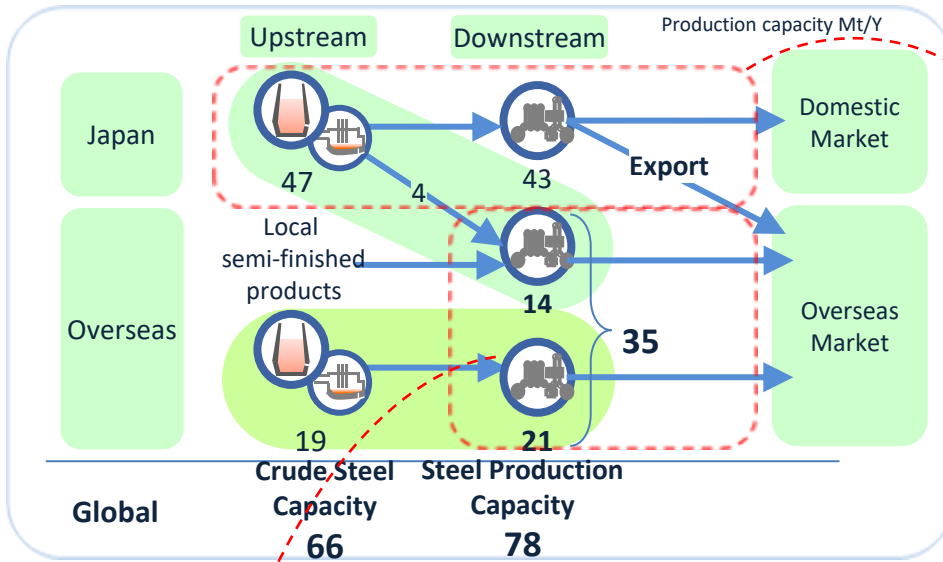 Production capacity Mt/Y
Upstream
Downstream
Japan
47
4
43
Export
Domestic
Market
Overseas
Local
semi-finished
products
14
35
Overseas
Market
19
21
Global
Crude Steel
Capacity
66
Steel Production
Capacity
78